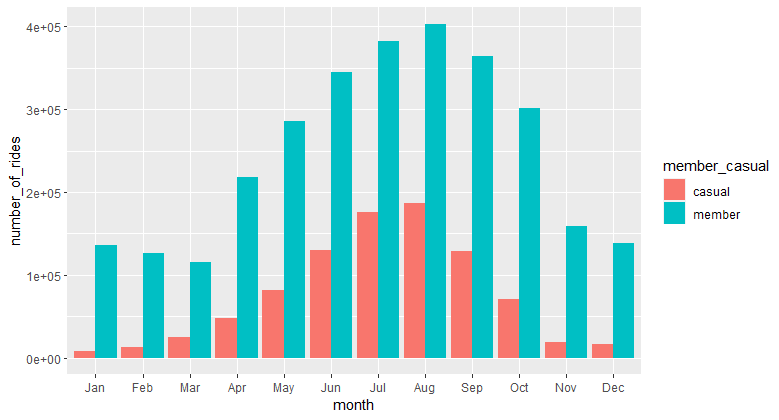 4e+05
3e+05
2e+05
1e+05
0e+00
number_of_rides
Jan Feb Mar Apr May Jun Jul Aug Sep Oct Nov Dec
month
member_casual
casual
member